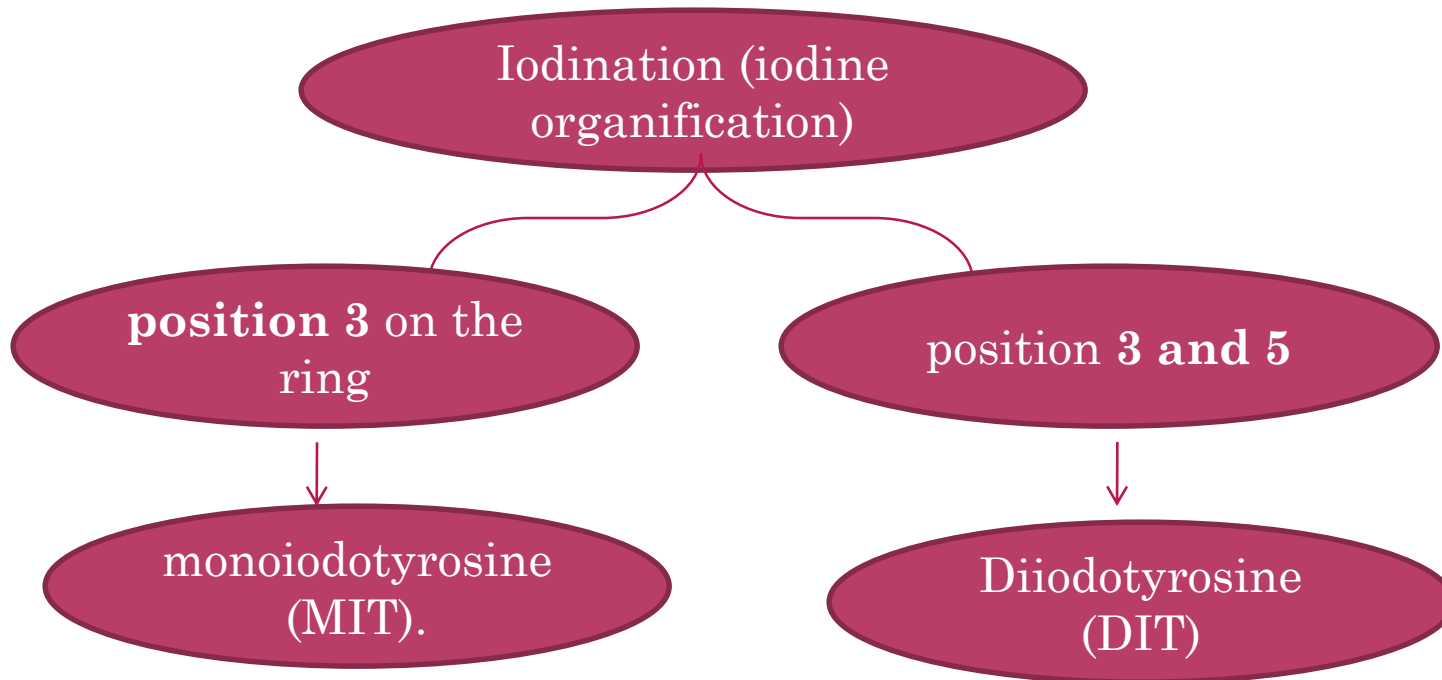 Iodination (iodine
organification)
position 3 on the
ring
position 3 and 5
monoiodotyrosine
(MIT).
Diiodotyrosine
(DIT)